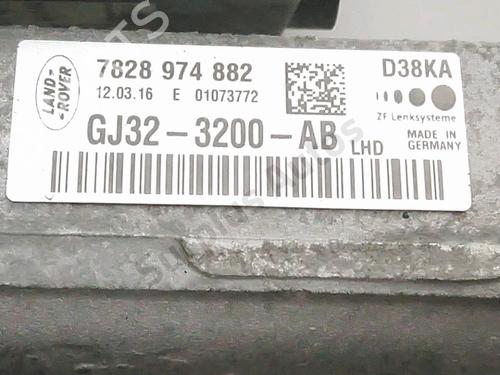 LAND
ROVER
7828 974 882
D38KA
12.03.16 E 01073772
ZF Lenksysteme
GJ32-3200-AB LHD
MADE IN
GERMANY